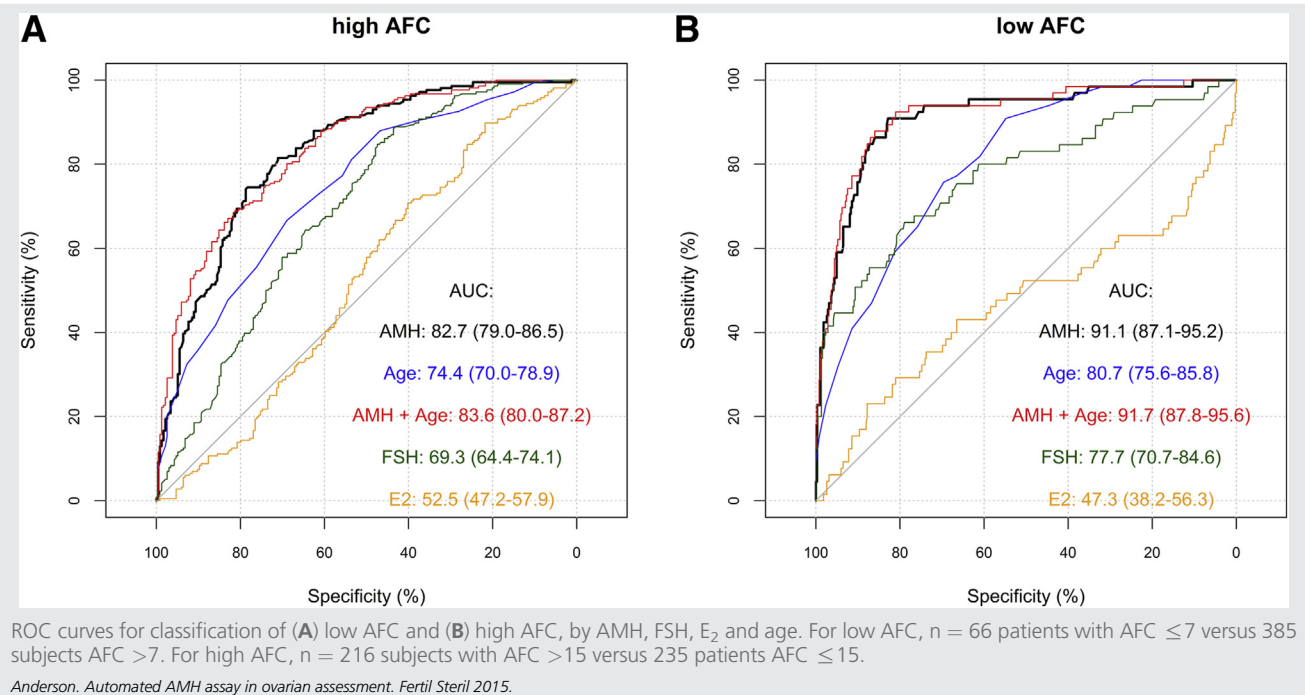 A
high AFC
Sensitivity (%)
100
80
60
40
20
0
AUC:
AMH: 82.7 (79.0-86.5)
Age: 74.4 (70.0-78.9)
AMH + Age: 83.6 (80.0-87.2)
FSH: 69.3 (64.4-74.1)
E2: 52.5 (47.2-57.9)
100 80 60 40 20 0
Specificity (%)
B
low AFC
Sensitivity (%)
100
80
60
40
20
0
AUC:
AMH: 91.1 (87.1-95.2)
Age: 80.7 (75.6-85.8)
AMH + Age: 91.7 (87.8-95.6)
FSH: 77.7 (70.7-84.6)
E2: 47.3 (38.2-56.3)
100 80 60 40 20 0
Specificity (%)
ROC curves for classification of (A) low AFC and (B) high AFC, by AMH, FSH, E₂ and age. For low AFC, n = 66 patients with AFC ≤7 versus 385
subjects AFC >7. For high AFC, n = 216 subjects with AFC >15 versus 235 patients AFC ≤15.
Anderson. Automated AMH assay in ovarian assessment. Fertil Steril 2015.